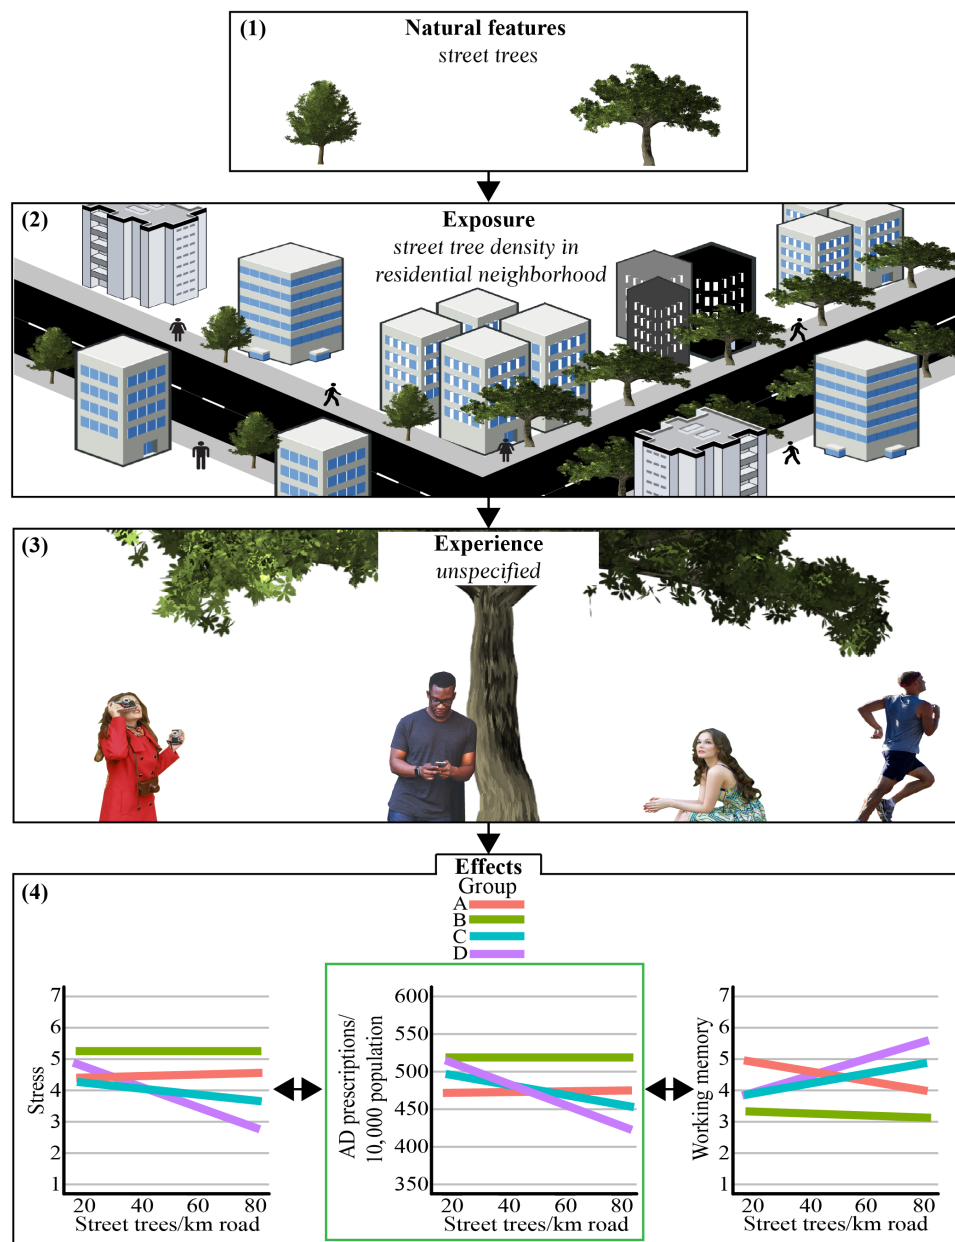 (1)
Natural features
street trees
(2)
Exposure
street tree density in
residential neighborhood
(3)
Experience
unspecified
(4)
Effects
Group
A
B
C
D
7
6
5
4
3
2
1
Stress
20 40 60 80
Street trees/km road
600
550
500
450
400
350
AD prescriptions/
10,000 population
20 40 60 80
Street trees/km road
7
6
5
4
3
2
1
Working memory
20 40 60 80
Street trees/km road